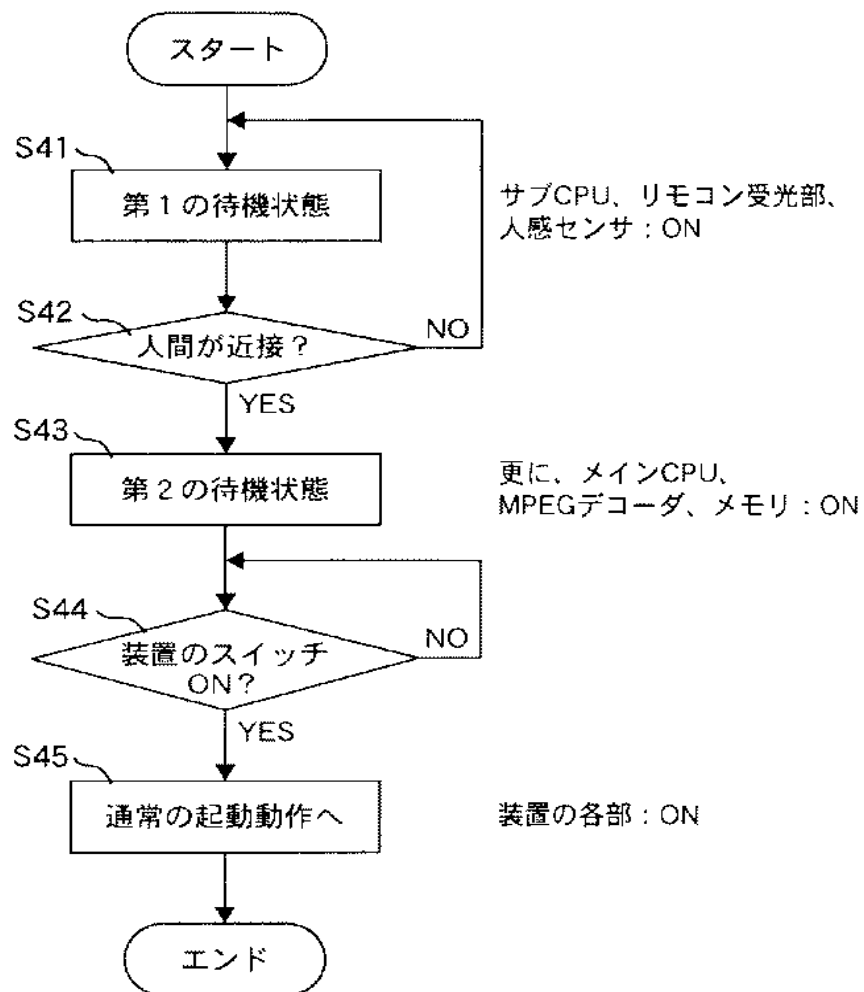 スタート
S41
第1の待機状態
サブCPU、リモコン受光部、
人感センサ：ON
S42
人間が近接？
NO
YES
S43
第2の待機状態
更に、メインCPU、
MPEGデコーダ、メモリ：ON
S44
装置のスイッチ
ON？
NO
YES
S45
通常の起動動作へ
装置の各部：ON
エンド